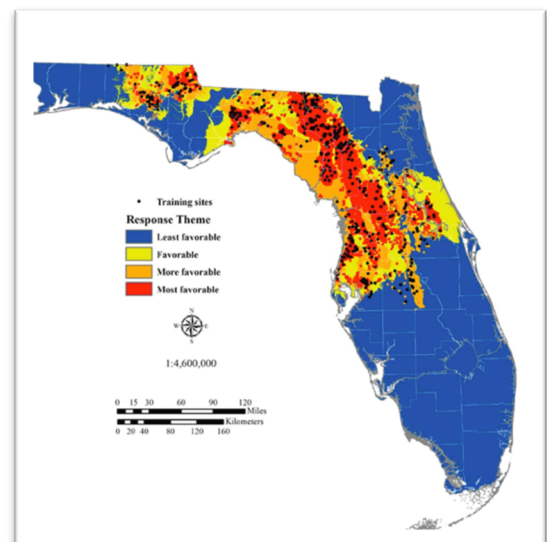 Training sites
Response Theme
Least favorable
Favorable
More favorable
Most favorable
N
W E
S
1:4,600,000
0 15 30 60 90 120
Miles
Kilometers
0 20 40 80 120 160